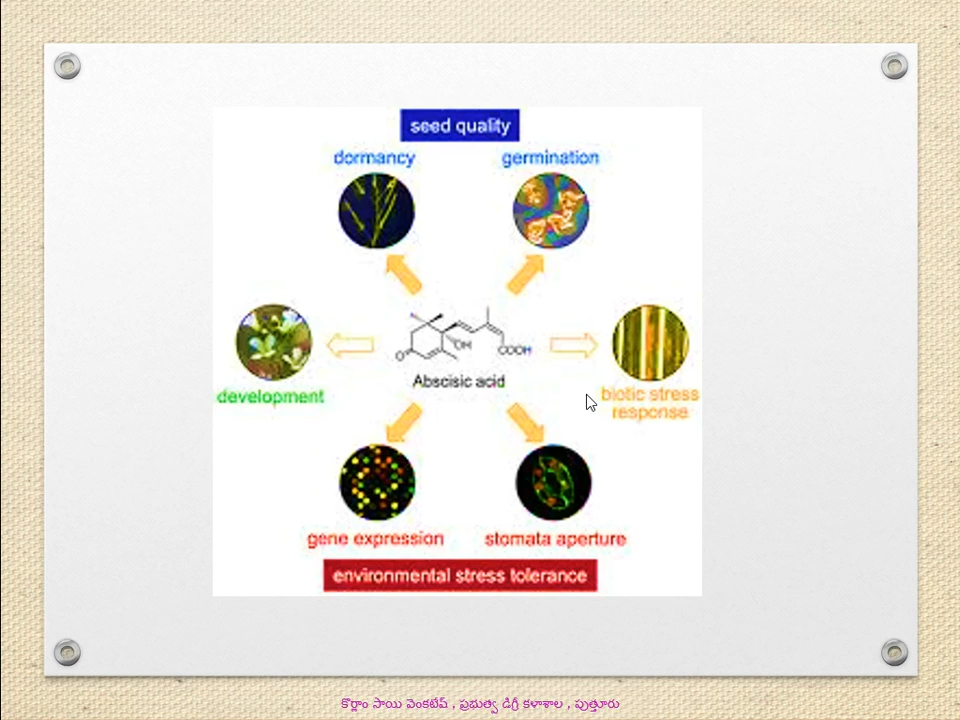 seed quality
dormancy
germination
O
OH
COOH
Abscisic acid
development
biotic stress
response
gene expression
stomata aperture
environmental stress tolerance
కొర్లాం సాయి వెంకటేష్ , ప్రభుత్వ డిగ్రీ కళాశాల , పుత్తూరు